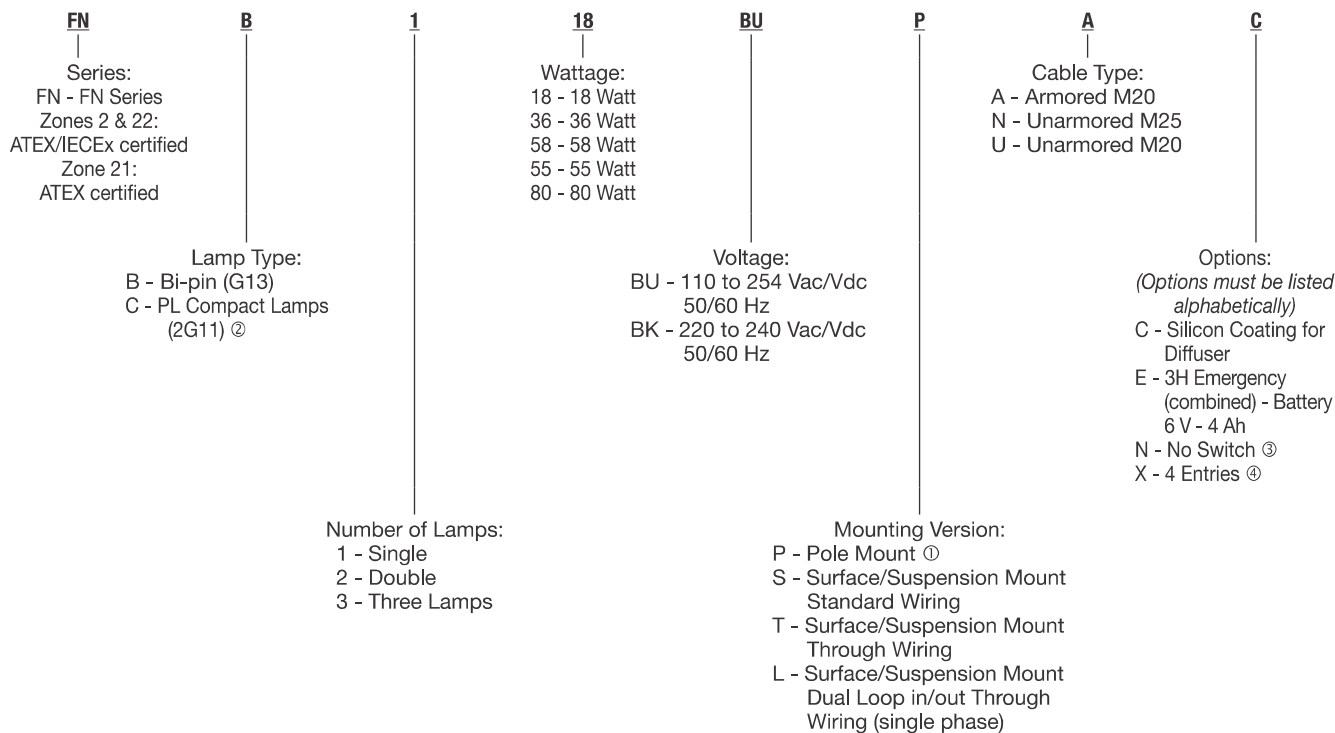 FN B 1 18 BU P A C
Series:
FN - FN Series
Zones 2 & 22:
ATEX/IECEx certified
Zone 21:
ATEX certified
Wattage:
18 - 18 Watt
36 - 36 Watt
58 - 58 Watt
55 - 55 Watt
80 - 80 Watt
Cable Type:
A - Armored M20
N - Unarmored M25
U - Unarmored M20
Lamp Type:
B - Bi-pin (G13)
C - PL Compact Lamps
(2G11) ②
Voltage:
BU - 110 to 254 Vac/Vdc
50/60 Hz
BK - 220 to 240 Vac/Vdc
50/60 Hz
Options:
(Options must be listed
alphabetically)
C - Silicon Coating for
Diffuser
E - 3H Emergency
(combined) - Battery
6 V - 4 Ah
N - No Switch ③
X - 4 Entries ④
Number of Lamps:
1 - Single
2 - Double
3 - Three Lamps
Mounting Version:
P - Pole Mount ①
S - Surface/Suspension Mount
Standard Wiring
T - Surface/Suspension Mount
Through Wiring
L - Surface/Suspension Mount
Dual Loop in/out Through
Wiring (single phase)